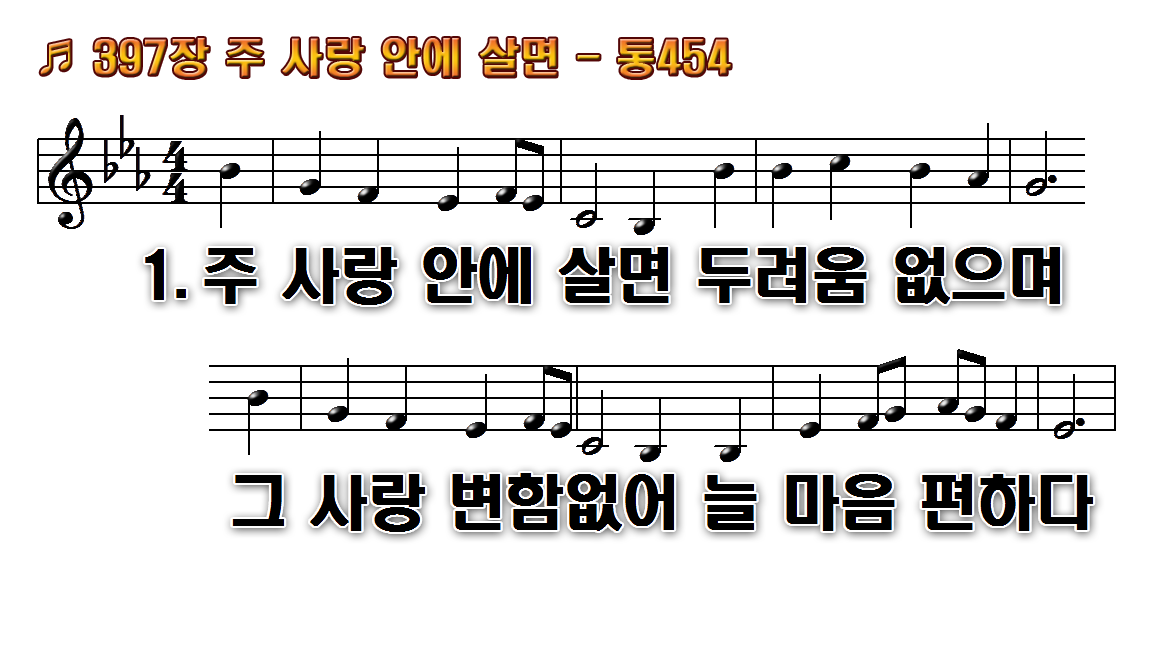 ♬ 397장 주 사랑 안에 살면 - 통454
4
4
1. 주 사랑 안에 살면 두려움 없으며
그 사랑 변함없어 늘 마음 편하다